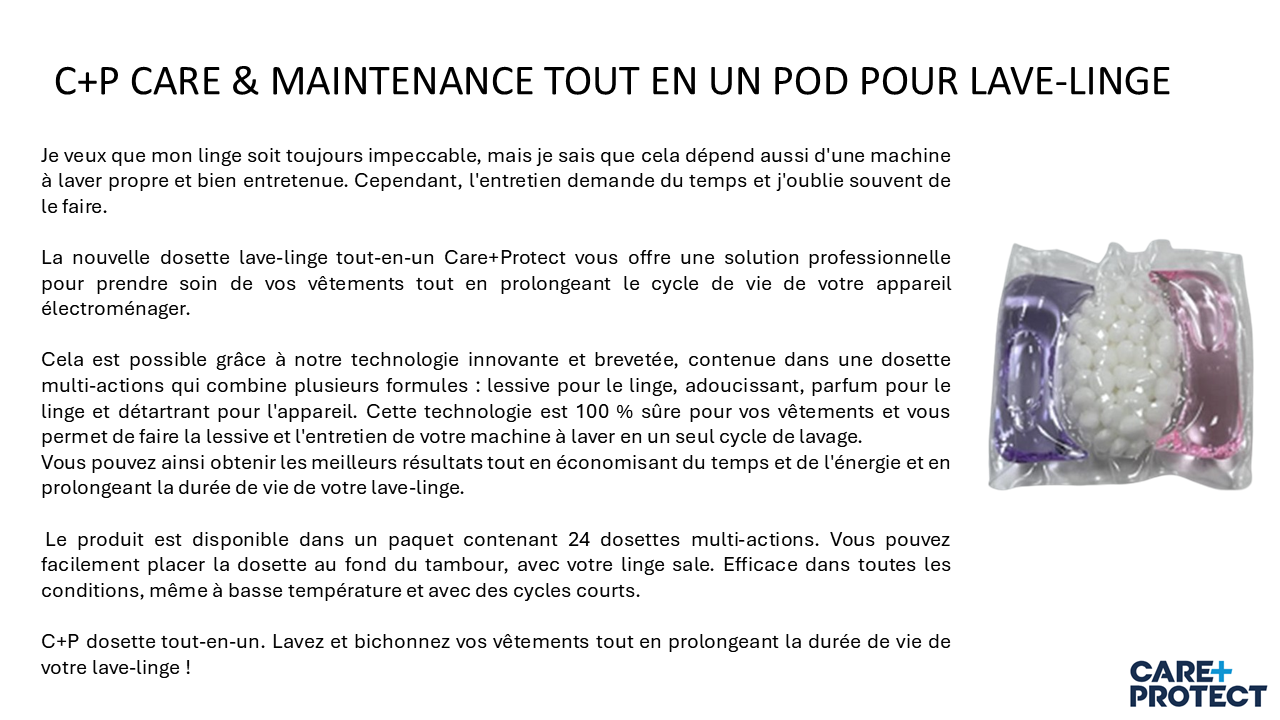 C+P CARE & MAINTENANCE TOUT EN UN POD POUR LAVE-LINGE
Je veux que mon linge soit toujours impeccable, mais je sais que cela dépend aussi d'une machine
à laver propre et bien entretenue. Cependant, l'entretien demande du temps et j'oublie souvent de
le faire.
La nouvelle dosette lave-linge tout-en-un Care+Protect vous offre une solution professionnelle
pour prendre soin de vos vêtements tout en prolongeant le cycle de vie de votre appareil
électroménager.
Cela est possible grâce à notre technologie innovante et brevetée, contenue dans une dosette
multi-actions qui combine plusieurs formules : lessive pour le linge, adoucissant, parfum pour le
linge et détartrant pour l'appareil. Cette technologie est 100 % sûre pour vos vêtements et vous
permet de faire la lessive et l'entretien de votre machine à laver en un seul cycle de lavage.
Vous pouvez ainsi obtenir les meilleurs résultats tout en économisant du temps et de l'énergie et en
prolongeant la durée de vie de votre lave-linge.
Le produit est disponible dans un paquet contenant 24 dosettes multi-actions. Vous pouvez
facilement placer la dosette au fond du tambour, avec votre linge sale. Efficace dans toutes les
conditions, même à basse température et avec des cycles courts.
C+P dosette tout-en-un. Lavez et bichonnez vos vêtements tout en prolongeant la durée de vie de
votre lave-linge !
CARE+
PROTECT